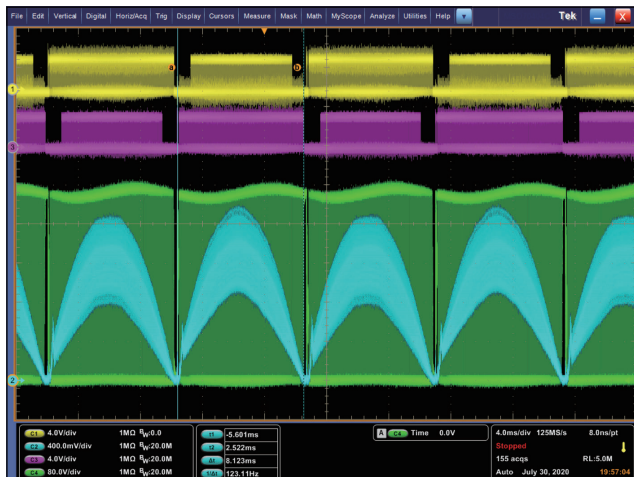 File Edit Vertical Digital Horiz/Acq Trig Display Cursors Measure Mask Math MyScope Analyze Utilities Help Tek X
a
b
1
3
2
C1 4.0V/div 1MΩ BW:0.0
C2 400.0mV/div 1MΩ BW:20.0M
C3 4.0V/div 1MΩ BW:20.0M
C4 80.0V/div 1MΩ BW:20.0M
t1 -5.601ms
t2 2.522ms
Δt 8.123ms
1/Δt 123.11Hz
A C4 Time 0.0V
4.0ms/div 125MS/s 8.0ns/pt
Stopped
155 acqs RL:5.0M
Auto July 30, 2020 19:57:04